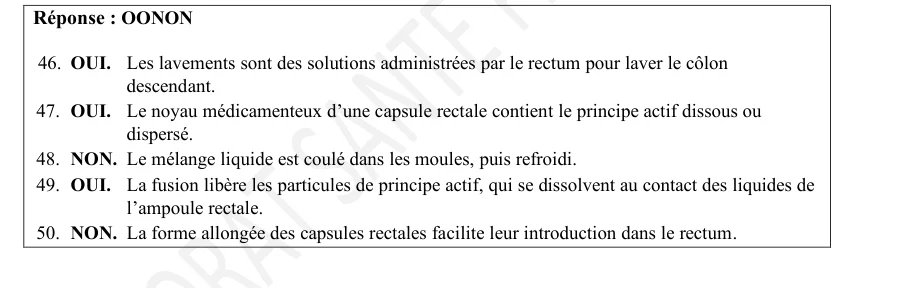 Réponse : OONON
46. OUI. Les lavements sont des solutions administrées par le rectum pour laver le côlon
descendant.
47. OUI. Le noyau médicamenteux d’une capsule rectale contient le principe actif dissous ou
dispersé.
48. NON. Le mélange liquide est coulé dans les moules, puis refroidi.
49. OUI. La fusion libère les particules de principe actif, qui se dissolvent au contact des liquides de
l’ampoule rectale.
50. NON. La forme allongée des capsules rectales facilite leur introduction dans le rectum.
ORAT SANTE